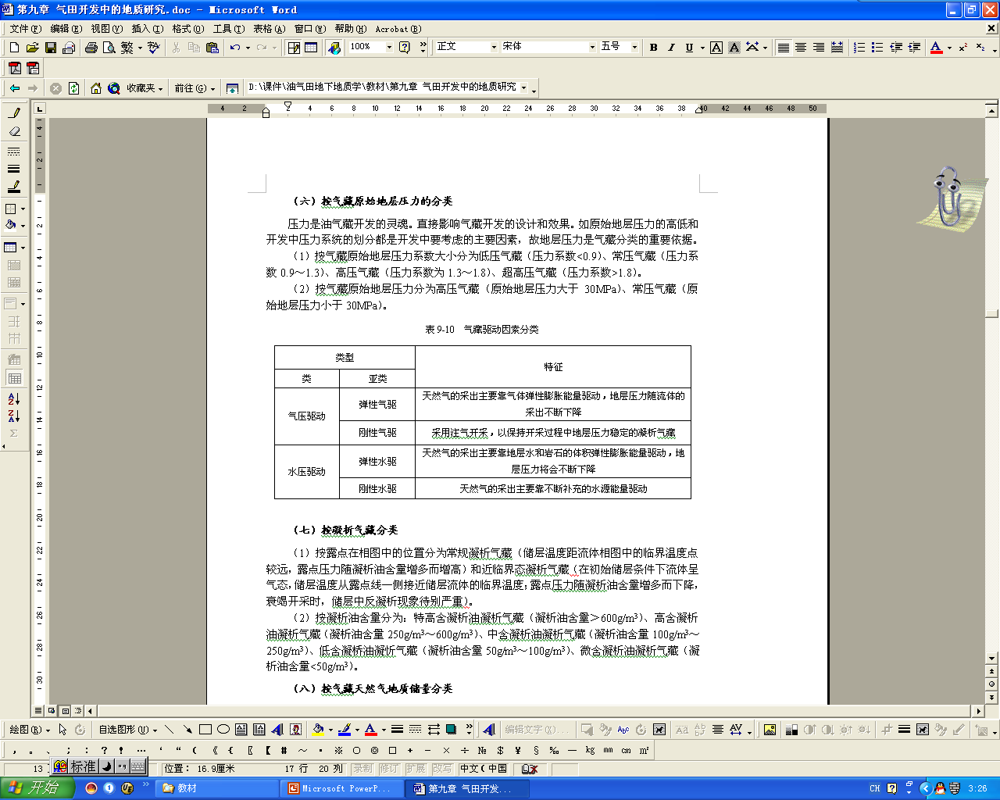 第九章 气田开发中的地质研究.doc - Microsoft Word
文件(F) 编辑(E) 视图(V) 插入(I) 格式(O) 工具(T) 表格(A) 窗口(W) 帮助(H) Acrobat(B)
繁 100% 正文 宋体 五号 B I U A A A x² x₂
收藏夹 前往(G) D:\课件\油气田地下地质学\教材\第九章 气田开发中的地质研究
4 2 2 4 6 8 10 12 14 16 18 20 22 24 26 28 30 32 34 36 38 40 42 44 46 48 50
(六)按气藏原始地层压力的分类
压力是油气藏开发的灵魂。直接影响气藏开发的设计和效果。如原始地层压力的高低和
开发中压力系统的划分都是开发中要考虑的主要因素，故地层压力是气藏分类的重要依据。
（1）按气藏原始地层压力系数大小分为低压气藏（压力系数<0.9）、常压气藏（压力系
数 0.9～1.3）、高压气藏（压力系数为 1.3～1.8）、超高压气藏（压力系数>1.8）。
（2）按气藏原始地层压力分为高压气藏（原始地层压力大于 30MPa）、常压气藏（原
始地层压力小于 30MPa）。
表 9-10 气藏驱动因素分类
类型 特征
类 亚类
气压驱动 弹性气驱 天然气的采出主要靠气体弹性膨胀能量驱动，地层压力随流体的
采出不断下降
刚性气驱 采用注气开采，以保持开采过程中地层压力稳定的凝析气藏
水压驱动 弹性水驱 天然气的采出主要靠地层水和岩石的体积弹性膨胀能量驱动，地
层压力将会不断下降
刚性水驱 天然气的采出主要靠不断补充的水源能量驱动
(七)按凝析气藏分类
（1）按露点在相图中的位置分为常规凝析气藏（储层温度距流体相图中的临界温度点
较远，露点压力随凝析油含量增多而增高）和近临界态凝析气藏（在初始储层条件下流体呈
气态，储层温度从露点线一侧接近储层流体的临界温度；露点压力随凝析油含量增多而下降，
衰竭开采时，储层中反凝析现象待别严重）。
（2）按凝析油含量分为：特高含凝析油凝析气藏（凝析油含量＞600g/m³）、高含凝析
油凝析气藏（凝析油含量 250g/m³～600g/m³）、中含凝析油凝析气藏（凝析油含量 100g/m³～
250g/m³）、低含凝桥油凝析气藏（凝析油含量 50g/m³～100g/m³）、微含凝析油凝析气藏（凝
析油含量<50g/m³）。
(八)按气藏天然气地质储量分类
绘图(R) 自选图形(U) 编辑文字(X)...
， 。 、 ； ： ？ ！ … ‘ “ （ 《 { 〖 【 # ～ · ※ ○ ◎ □ + - × ÷ № $ ¥ § ‰ — kg mm cm m²
13 标准 位置： 16.9厘米 17 行 20 列 录制 修订 扩展 改写 中文(中国
开始 教材 Microsoft PowerP... 第九章 气田开发... CH 3:26